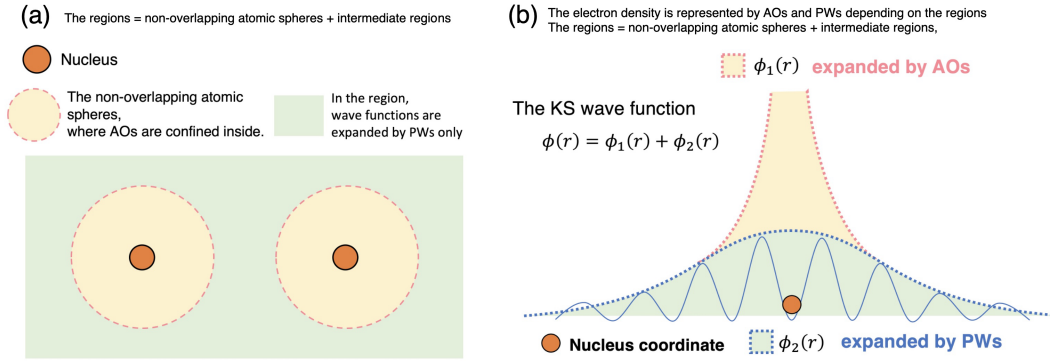 (a)
The regions = non-overlapping atomic spheres + intermediate regions
Nucleus
The non-overlapping atomic
spheres,
where AOs are confined inside.
In the region,
wave functions are
expanded by PWs only
(b)
The electron density is represented by AOs and PWs depending on the regions
The regions = non-overlapping atomic spheres + intermediate regions,
ϕ₁(r) expanded by AOs
The KS wave function
ϕ(r) = ϕ₁(r) + ϕ₂(r)
Nucleus coordinate
ϕ₂(r) expanded by PWs